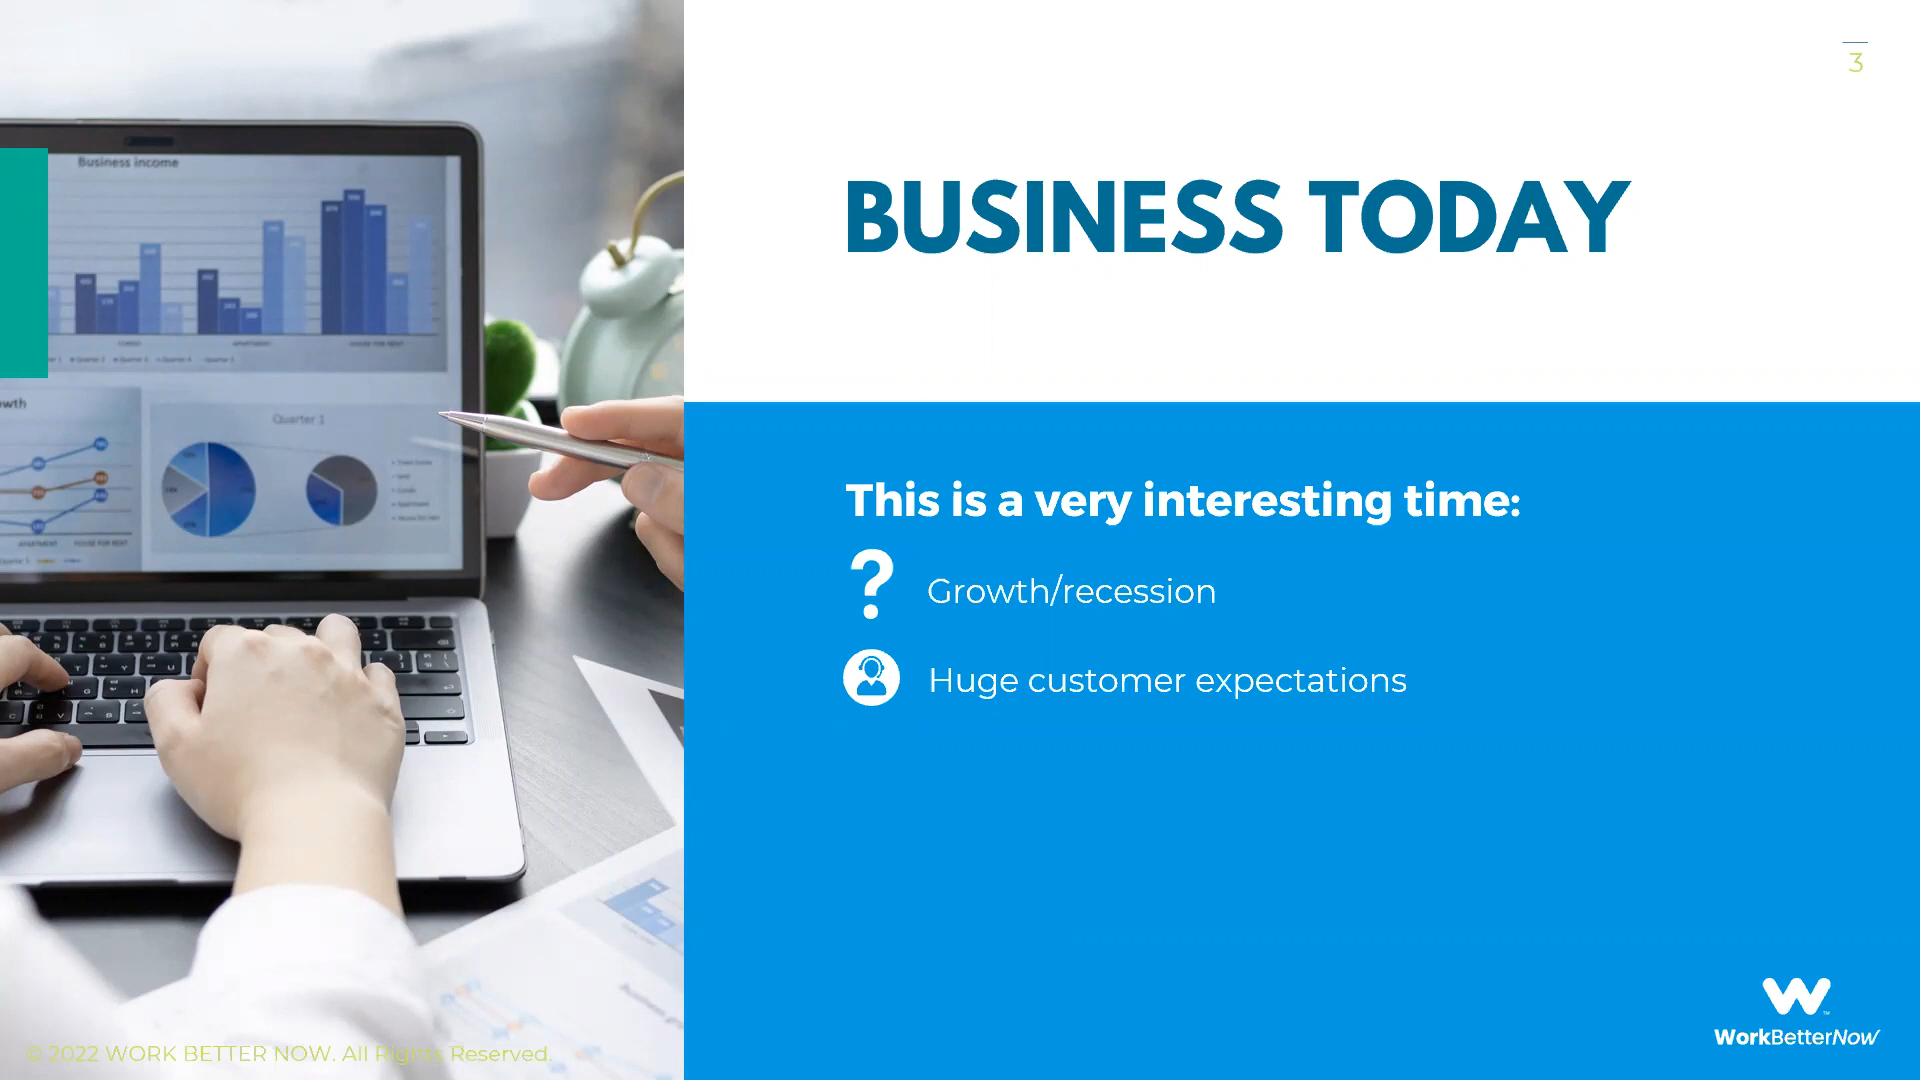 3
BUSINESS TODAY
This is a very interesting time:
? Growth/recession
Huge customer expectations
Business income
wth
Quarter 1
W
WorkBetterNow
© 2022 WORK BETTER NOW. All Rights Reserved.